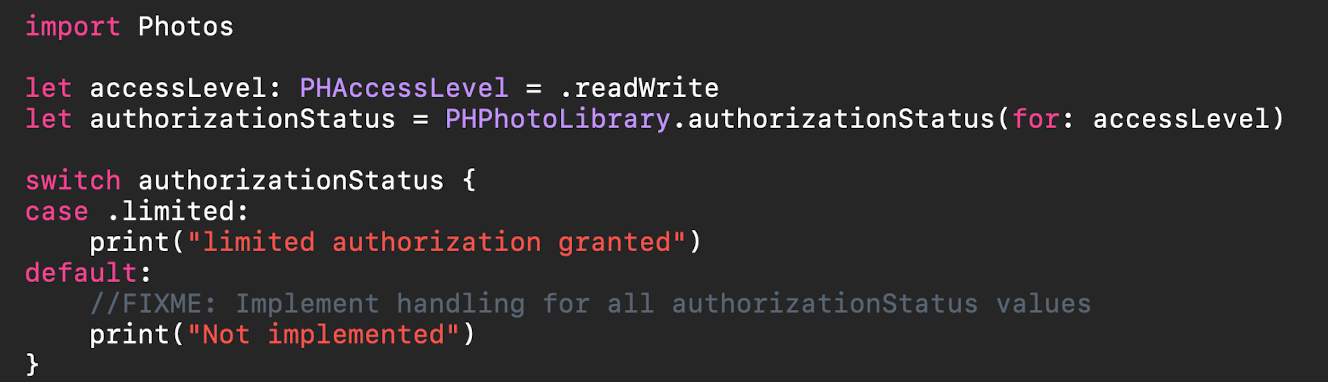 import Photos
let accessLevel: PHAccessLevel = .readWrite
let authorizationStatus = PHPhotoLibrary.authorizationStatus(for: accessLevel)
switch authorizationStatus {
case .limited:
    print("limited authorization granted")
default:
    //FIXME: Implement handling for all authorizationStatus values
    print("Not implemented")
}